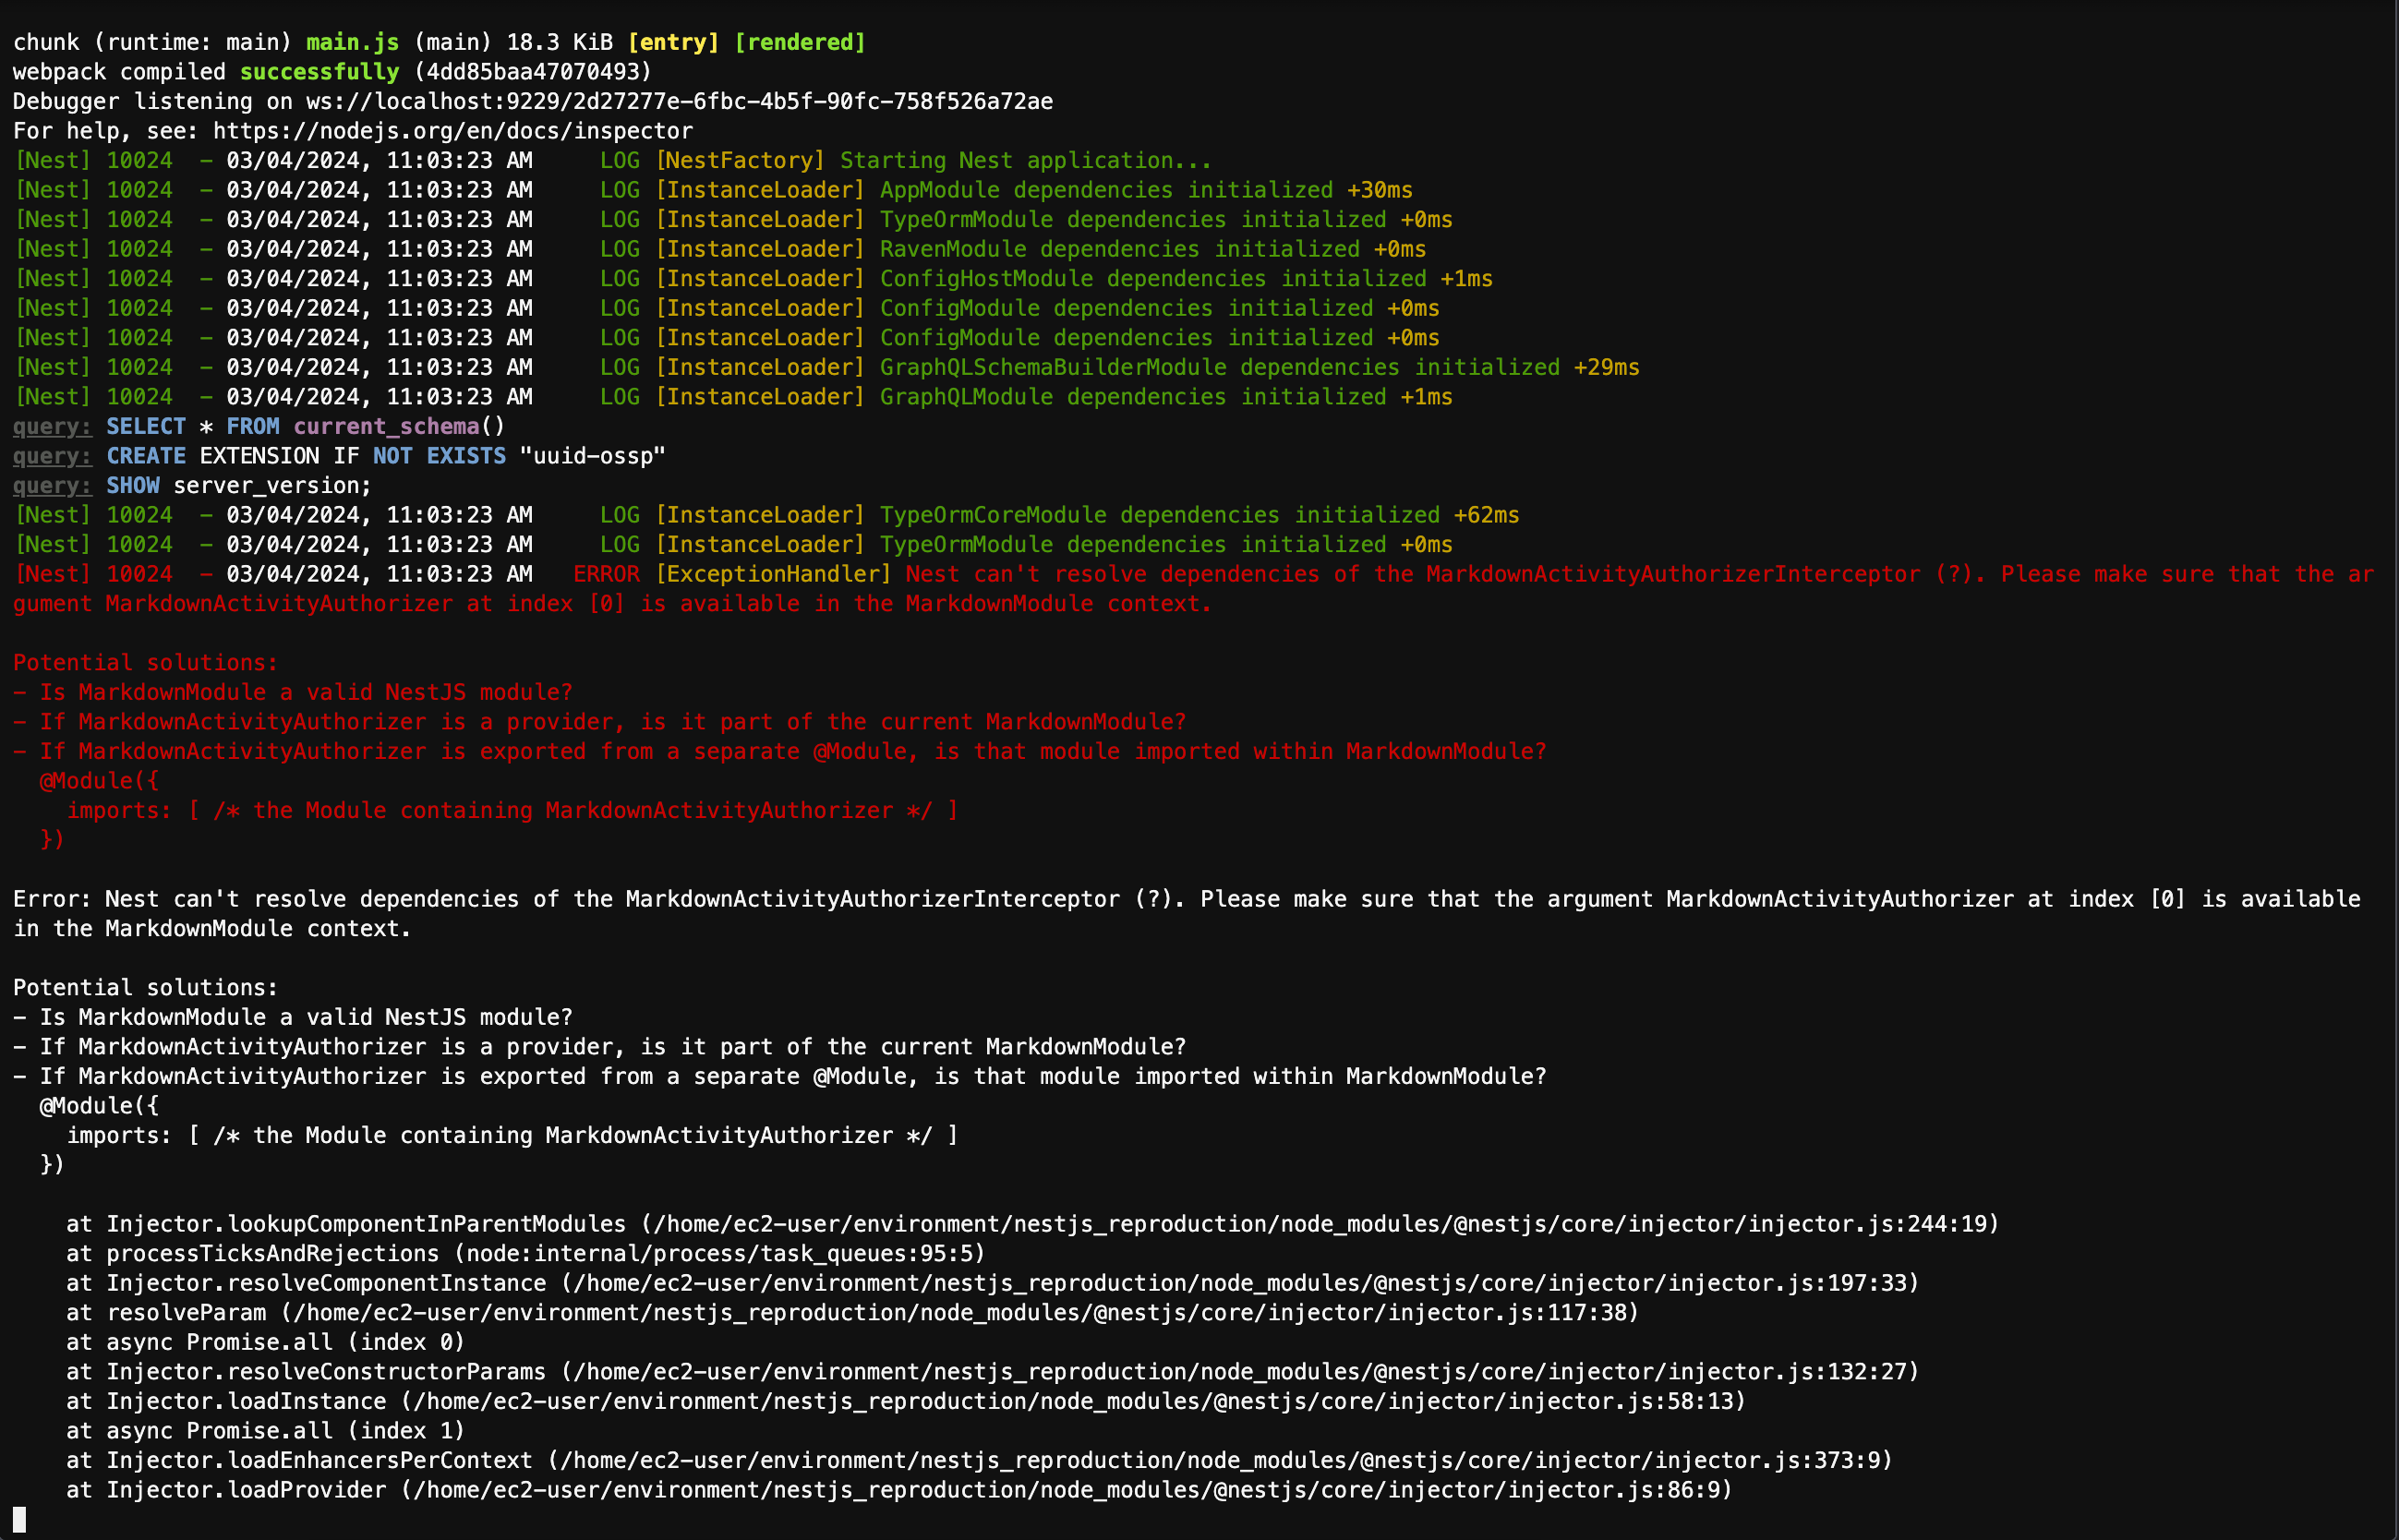 chunk (runtime: main) main.js (main) 18.3 KiB [entry] [rendered]
webpack compiled successfully (4dd85baa47070493)
Debugger listening on ws://localhost:9229/2d27277e-6fbc-4b5f-90fc-758f526a72ae
For help, see: https://nodejs.org/en/docs/inspector
[Nest] 10024  - 03/04/2024, 11:03:23 AM     LOG [NestFactory] Starting Nest application...
[Nest] 10024  - 03/04/2024, 11:03:23 AM     LOG [InstanceLoader] AppModule dependencies initialized +30ms
[Nest] 10024  - 03/04/2024, 11:03:23 AM     LOG [InstanceLoader] TypeOrmModule dependencies initialized +0ms
[Nest] 10024  - 03/04/2024, 11:03:23 AM     LOG [InstanceLoader] RavenModule dependencies initialized +0ms
[Nest] 10024  - 03/04/2024, 11:03:23 AM     LOG [InstanceLoader] ConfigHostModule dependencies initialized +1ms
[Nest] 10024  - 03/04/2024, 11:03:23 AM     LOG [InstanceLoader] ConfigModule dependencies initialized +0ms
[Nest] 10024  - 03/04/2024, 11:03:23 AM     LOG [InstanceLoader] ConfigModule dependencies initialized +0ms
[Nest] 10024  - 03/04/2024, 11:03:23 AM     LOG [InstanceLoader] GraphQLSchemaBuilderModule dependencies initialized +29ms
[Nest] 10024  - 03/04/2024, 11:03:23 AM     LOG [InstanceLoader] GraphQLModule dependencies initialized +1ms
query: SELECT * FROM current_schema()
query: CREATE EXTENSION IF NOT EXISTS "uuid-ossp"
query: SHOW server_version;
[Nest] 10024  - 03/04/2024, 11:03:23 AM     LOG [InstanceLoader] TypeOrmCoreModule dependencies initialized +62ms
[Nest] 10024  - 03/04/2024, 11:03:23 AM     LOG [InstanceLoader] TypeOrmModule dependencies initialized +0ms
[Nest] 10024  - 03/04/2024, 11:03:23 AM   ERROR [ExceptionHandler] Nest can't resolve dependencies of the MarkdownActivityAuthorizerInterceptor (?). Please make sure that the ar
gument MarkdownActivityAuthorizer at index [0] is available in the MarkdownModule context.

Potential solutions:
- Is MarkdownModule a valid NestJS module?
- If MarkdownActivityAuthorizer is a provider, is it part of the current MarkdownModule?
- If MarkdownActivityAuthorizer is exported from a separate @Module, is that module imported within MarkdownModule?
  @Module({
    imports: [ /* the Module containing MarkdownActivityAuthorizer */ ]
  })

Error: Nest can't resolve dependencies of the MarkdownActivityAuthorizerInterceptor (?). Please make sure that the argument MarkdownActivityAuthorizer at index [0] is available
in the MarkdownModule context.

Potential solutions:
- Is MarkdownModule a valid NestJS module?
- If MarkdownActivityAuthorizer is a provider, is it part of the current MarkdownModule?
- If MarkdownActivityAuthorizer is exported from a separate @Module, is that module imported within MarkdownModule?
  @Module({
    imports: [ /* the Module containing MarkdownActivityAuthorizer */ ]
  })

    at Injector.lookupComponentInParentModules (/home/ec2-user/environment/nestjs_reproduction/node_modules/@nestjs/core/injector/injector.js:244:19)
    at processTicksAndRejections (node:internal/process/task_queues:95:5)
    at Injector.resolveComponentInstance (/home/ec2-user/environment/nestjs_reproduction/node_modules/@nestjs/core/injector/injector.js:197:33)
    at resolveParam (/home/ec2-user/environment/nestjs_reproduction/node_modules/@nestjs/core/injector/injector.js:117:38)
    at async Promise.all (index 0)
    at Injector.resolveConstructorParams (/home/ec2-user/environment/nestjs_reproduction/node_modules/@nestjs/core/injector/injector.js:132:27)
    at Injector.loadInstance (/home/ec2-user/environment/nestjs_reproduction/node_modules/@nestjs/core/injector/injector.js:58:13)
    at async Promise.all (index 1)
    at Injector.loadEnhancersPerContext (/home/ec2-user/environment/nestjs_reproduction/node_modules/@nestjs/core/injector/injector.js:373:9)
    at Injector.loadProvider (/home/ec2-user/environment/nestjs_reproduction/node_modules/@nestjs/core/injector/injector.js:86:9)